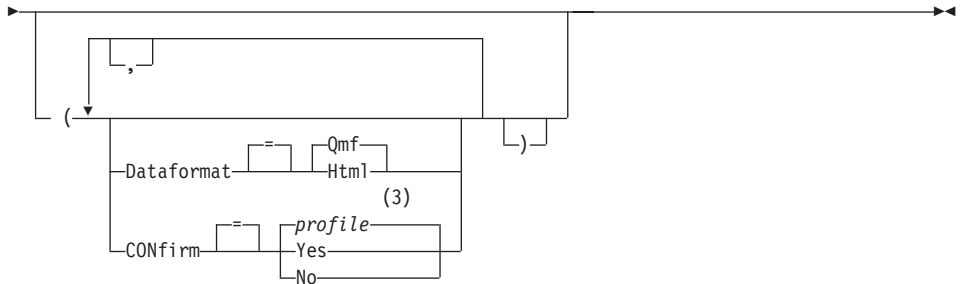 ,
(
)
= Qmf
Dataformat Html
(3)
= profile
CONfirm Yes
No